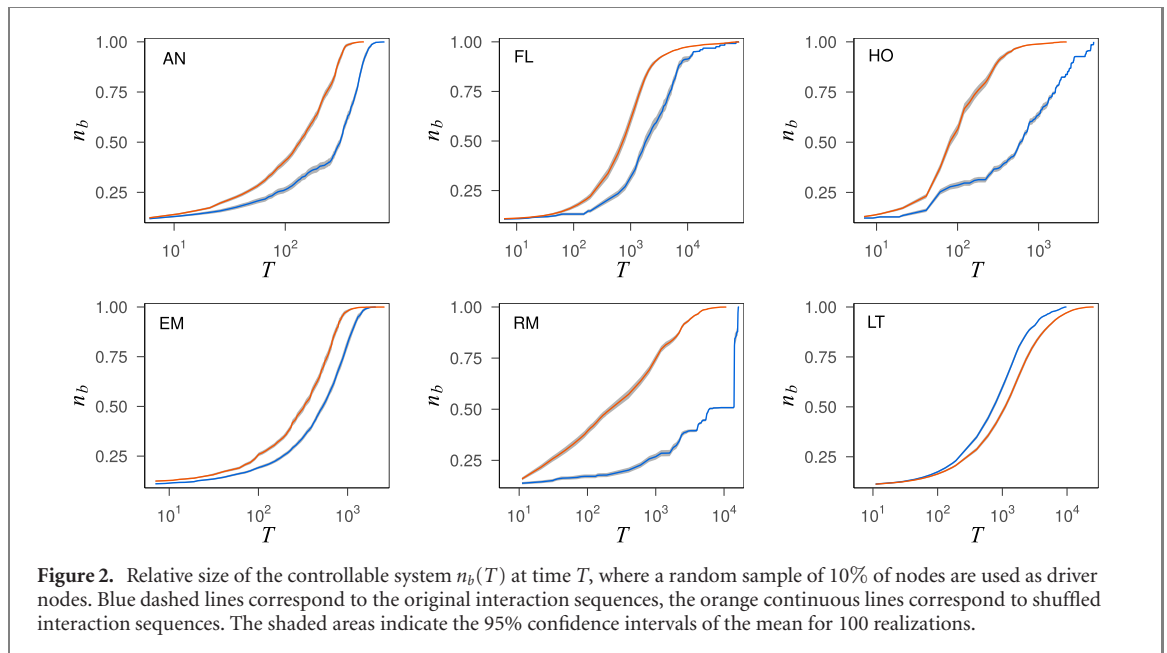 1.00
0.75
0.50
0.25
n_b
AN
10^1
10^2
T
1.00
0.75
0.50
0.25
n_b
FL
10^1
10^2
10^3
10^4
T
1.00
0.75
0.50
0.25
n_b
HO
10^1
10^2
10^3
T
1.00
0.75
0.50
0.25
n_b
EM
10^1
10^2
10^3
T
1.00
0.75
0.50
0.25
n_b
RM
10^1
10^2
10^3
10^4
T
1.00
0.75
0.50
0.25
n_b
LT
10^1
10^2
10^3
10^4
T
Figure 2. Relative size of the controllable system n_b(T) at time T, where a random sample of 10% of nodes are used as driver
nodes. Blue dashed lines correspond to the original interaction sequences, the orange continuous lines correspond to shuffled
interaction sequences. The shaded areas indicate the 95% confidence intervals of the mean for 100 realizations.